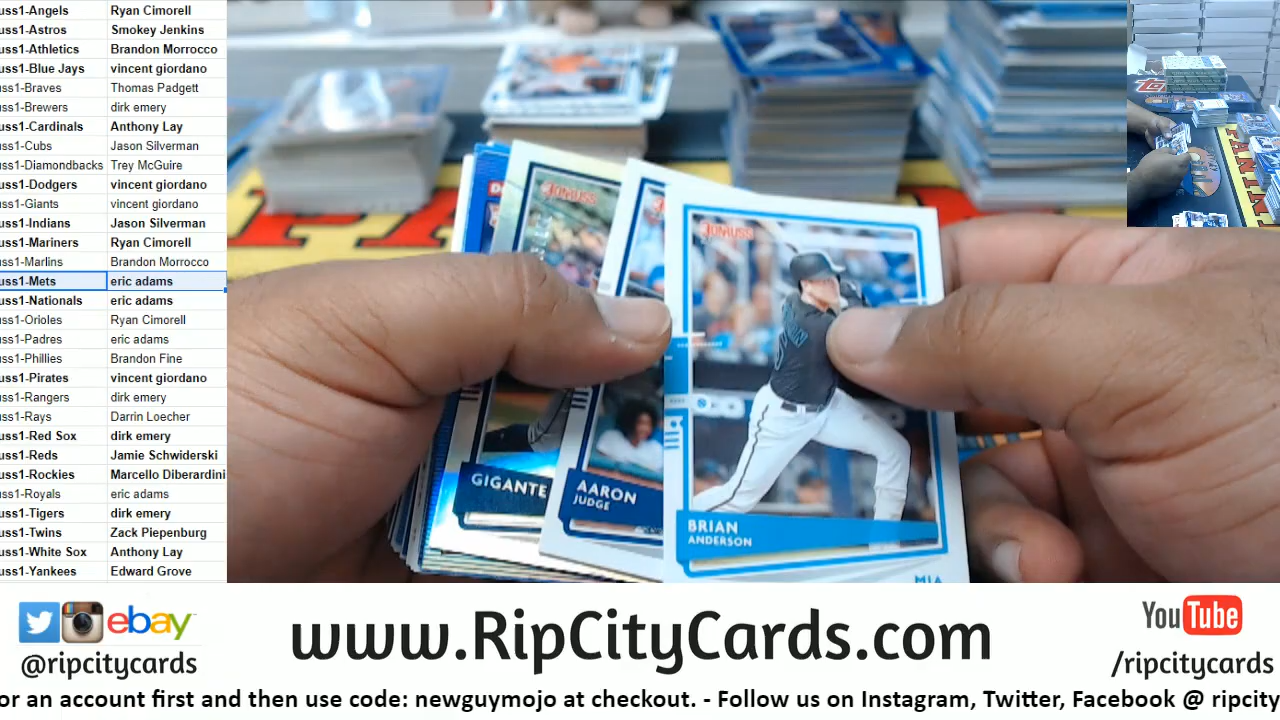 uss1-Angels Ryan Cimorell
uss1-Astros Smokey Jenkins
uss1-Athletics Brandon Morrocco
uss1-Blue Jays vincent giordano
uss1-Braves Thomas Padgett
uss1-Brewers dirk emery
uss1-Cardinals Anthony Lay
uss1-Cubs Jason Silverman
uss1-Diamondbacks Trey McGuire
uss1-Dodgers vincent giordano
uss1-Giants vincent giordano
uss1-Indians Jason Silverman
uss1-Mariners Ryan Cimorell
uss1-Marlins Brandon Morrocco
uss1-Mets eric adams
uss1-Nationals eric adams
uss1-Orioles Ryan Cimorell
uss1-Padres eric adams
uss1-Phillies Brandon Fine
uss1-Pirates vincent giordano
uss1-Rangers dirk emery
uss1-Rays Darrin Loecher
uss1-Red Sox dirk emery
uss1-Reds Jamie Schwiderski
uss1-Rockies Marcello Diberardini
uss1-Royals eric adams
uss1-Tigers dirk emery
uss1-Twins Zack Piepenburg
uss1-White Sox Anthony Lay
uss1-Yankees Edward Grove
Donruss
Donruss
GIGANTE
AARON
JUDGE
BRIAN
ANDERSON
MIA
PANINI
ebay
@ripcitycards
www.RipCityCards.com
YouTube
/ripcitycards
or an account first and then use code: newguymojo at checkout. - Follow us on Instagram, Twitter, Facebook @ ripcity